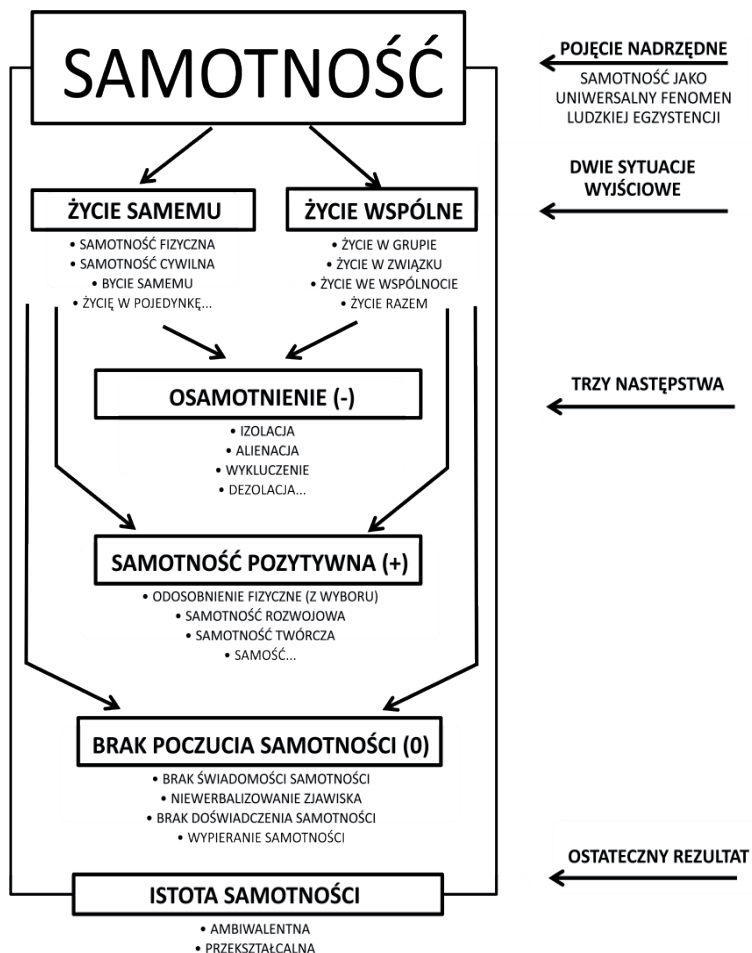 SAMOTNOŚĆ
POJĘCIE NADRZĘDNE
SAMOTNOŚĆ JAKO
UNIWERSALNY FENOMEN
LUDZKIEJ EGZYSTENCJI
DWIE SYTUACJE
WYJŚCIOWE
ŻYCIE SAMEMU
• SAMOTNOŚĆ FIZYCZNA
• SAMOTNOŚĆ CYWILNA
• BYCIE SAMEMU
• ŻYCIĘ W POJEDYNKĘ...
ŻYCIE WSPÓLNE
• ŻYCIE W GRUPIE
• ŻYCIE W ZWIĄZKU
• ŻYCIE WE WSPÓLNOCIE
• ŻYCIE RAZEM
TRZY NASTĘPSTWA
OSAMOTNIENIE (-)
• IZOLACJA
• ALIENACJA
• WYKLUCZENIE
• DEZOLACJA...
SAMOTNOŚĆ POZYTYWNA (+)
• ODOSOBNIENIE FIZYCZNE (Z WYBORU)
• SAMOTNOŚĆ ROZWOJOWA
• SAMOTNOŚĆ TWÓRCZA
• SAMOŚĆ...
BRAK POCZUCIA SAMOTNOŚCI (0)
• BRAK ŚWIADOMOŚCI SAMOTNOŚCI
• NIEWERBALIZOWANIE ZJAWISKA
• BRAK DOŚWIADCZENIA SAMOTNOŚCI
• WYPIERANIE SAMOTNOŚCI
OSTATECZNY REZULTAT
ISTOTA SAMOTNOŚCI
• AMBIWALENTNA
• PRZEKSZTAŁCALNA